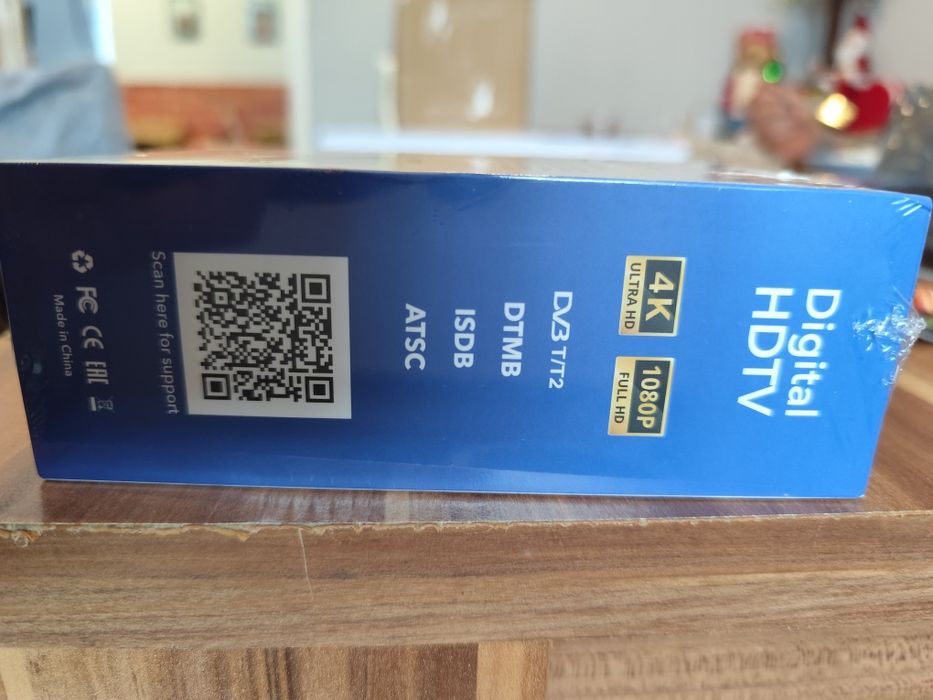 Digital
HDTV
4K
ULTRA HD
1080P
FULL HD
DVB T/T2
DTMB
ISDB
ATSC
Scan here for support
FC CE EAC
Made in China